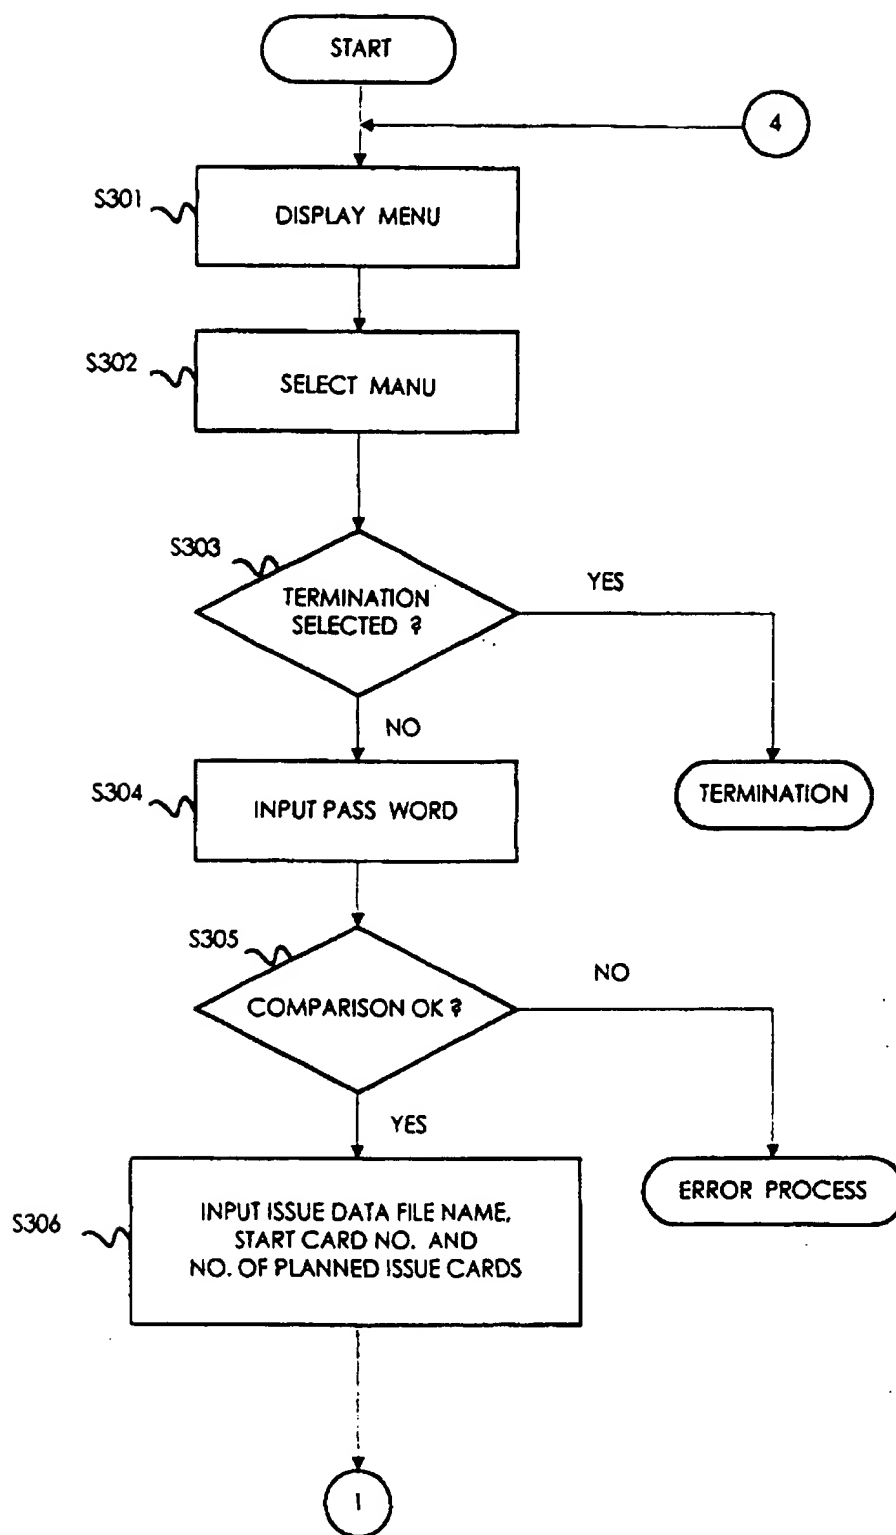 START
4
S301
DISPLAY MENU
S302
SELECT MANU
S303
TERMINATION
SELECTED ?
YES
NO
S304
INPUT PASS WORD
TERMINATION
S305
COMPARISON OK ?
NO
YES
S306
INPUT ISSUE DATA FILE NAME,
START CARD NO. AND
NO. OF PLANNED ISSUE CARDS
ERROR PROCESS
1